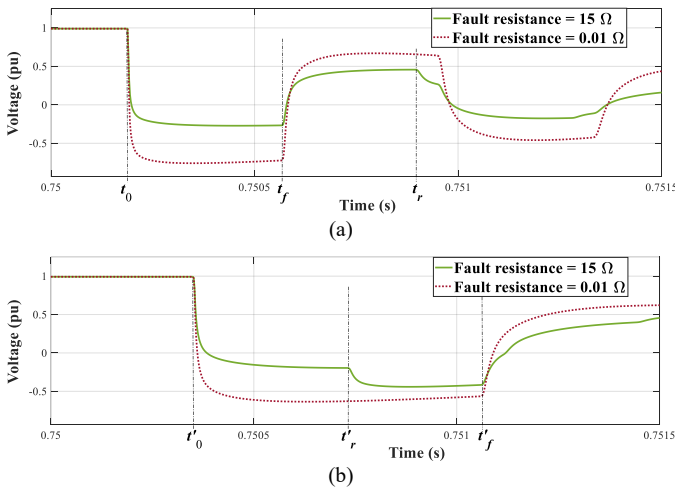 Fault resistance = 15 Ω
Fault resistance = 0.01 Ω
Voltage (pu)
1
0.5
0
-0.5
0.75 0.7505 0.751 0.7515
t0 tf tr
Time (s)
(a)
Fault resistance = 15 Ω
Fault resistance = 0.01 Ω
Voltage (pu)
1
0.5
0
-0.5
0.75 0.7505 0.751 0.7515
t'0 t'r t'f
Time (s)
(b)